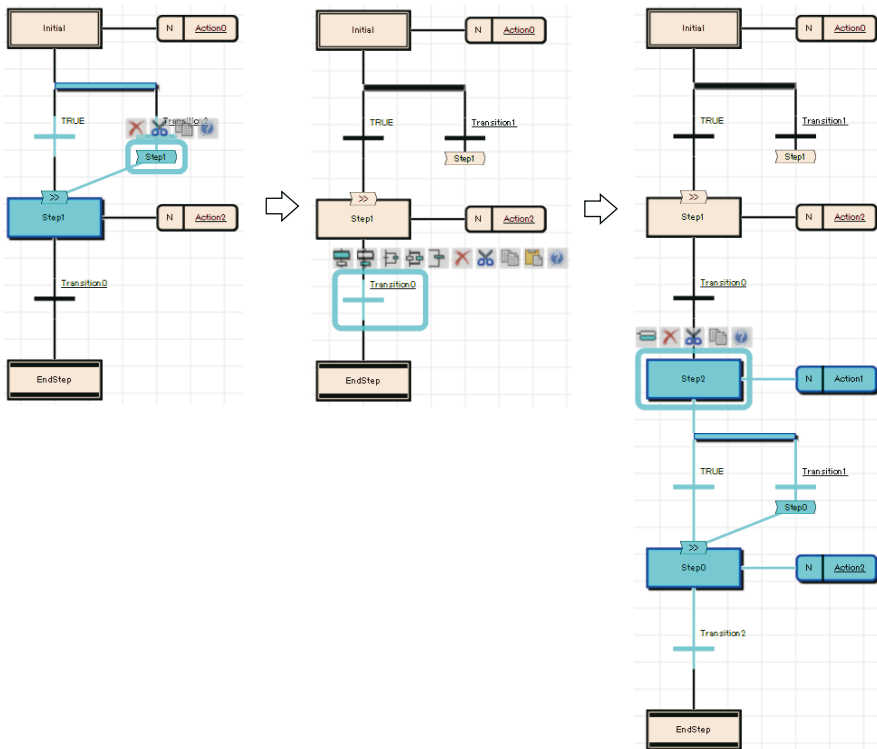 Initial
N Action0
TRUE
Step1
>>
Step1
N Action2
Transition0
EndStep
Initial
N Action0
TRUE
Transition1
Step1
>>
Step1
N Action2
Transition0
EndStep
Initial
N Action0
TRUE
Transition1
Step1
>>
Step1
N Action2
Transition0
Step2
N Action1
TRUE
Transition1
Step0
>>
Step0
N Action2
Transition2
EndStep